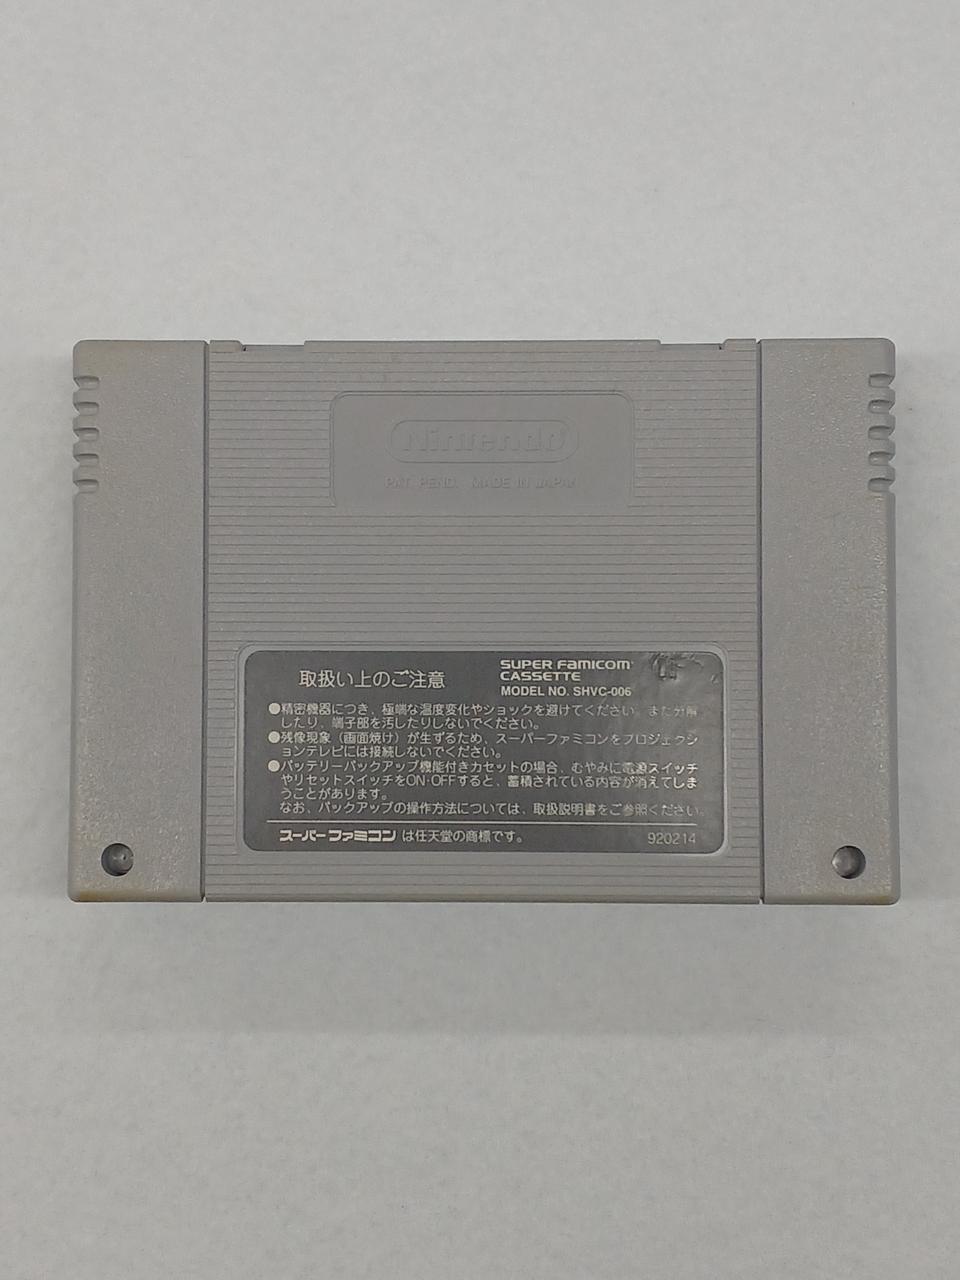 Nintendo®
PAT. PEND. MADE IN JAPAN
取扱い上のご注意
SUPER FAMICOM
CASSETTE
MODEL NO. SHVC-006
●精密機器につき、極端な温度変化やショックを避けてください。また分解
したり、端子部を汚したりしないでください。
●残像現象（画面焼け）が生ずるため、スーパーファミコンをプロジェクシ
ョンテレビには接続しないでください。
●バッテリーバックアップ機能付きカセットの場合、むやみに電源スイッチ
やリセットスイッチをON・OFFすると、蓄積されている内容が消えてしま
うことがあります。
なお、バックアップの操作方法については、取扱説明書をご参照ください。
スーパーファミコンは任天堂の商標です。
920214